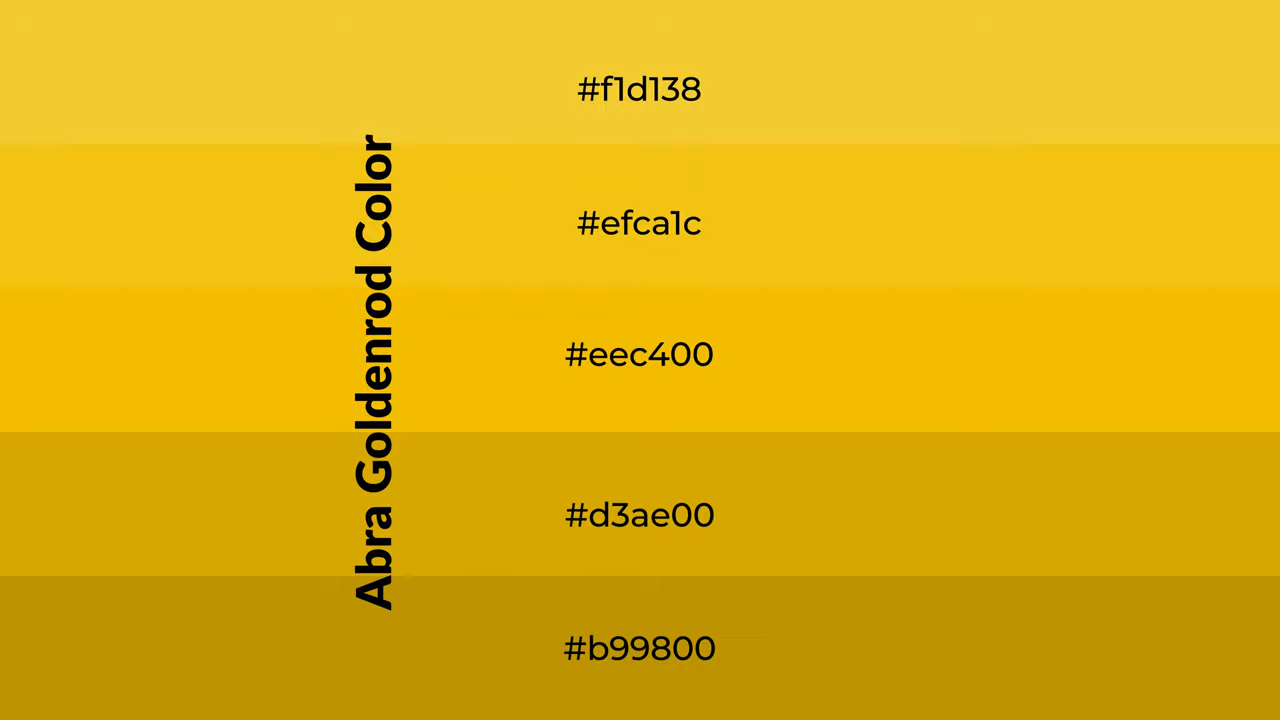 Abra Goldenrod Color
#f1d138
#efca1c
#eec400
#d3ae00
#b99800